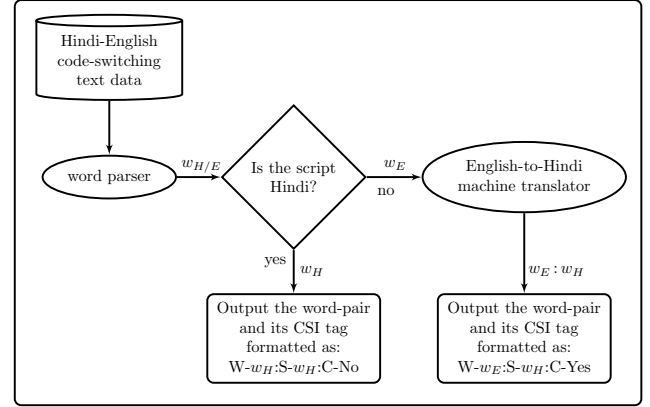 Hindi-English
code-switching
text data
word parser
w_{H/E}
Is the script
Hindi?
w_E
no
English-to-Hindi
machine translator
yes
w_H
w_E : w_H
Output the word-pair
and its CSI tag
formatted as:
W-w_H:S-w_H:C-No
Output the word-pair
and its CSI tag
formatted as:
W-w_E:S-w_H:C-Yes